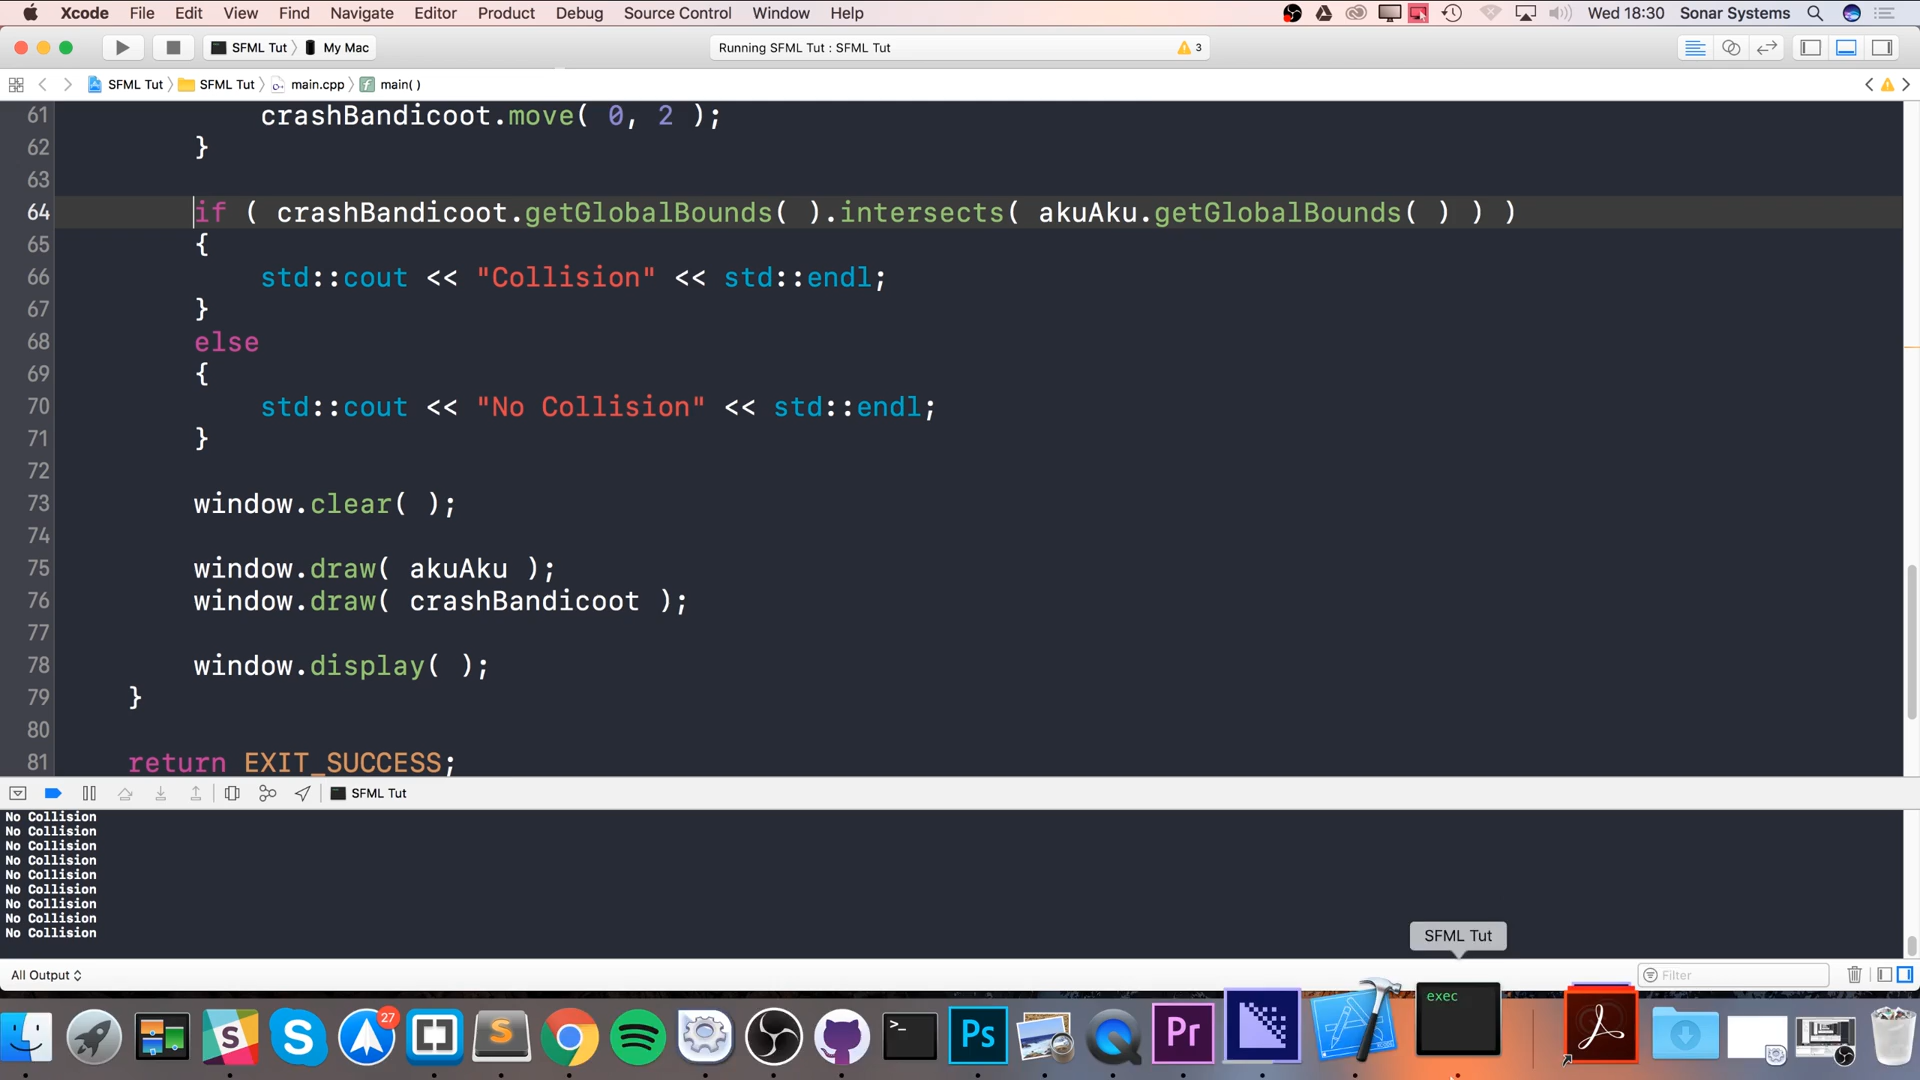 Xcode File Edit View Find Navigate Editor Product Debug Source Control Window Help Wed 18:30 Sonar Systems
SFML Tut My Mac Running SFML Tut : SFML Tut 3
SFML Tut SFML Tut main.cpp main( )
61 crashBandicoot.move( 0, 2 );
62 }
63
64 if ( crashBandicoot.getGlobalBounds( ).intersects( akuAku.getGlobalBounds( ) ) )
65 {
66 std::cout << "Collision" << std::endl;
67 }
68 else
69 {
70 std::cout << "No Collision" << std::endl;
71 }
72
73 window.clear( );
74
75 window.draw( akuAku );
76 window.draw( crashBandicoot );
77
78 window.display( );
79 }
80
81 return EXIT_SUCCESS;
SFML Tut
No Collision
No Collision
No Collision
No Collision
No Collision
No Collision
No Collision
No Collision
No Collision
SFML Tut
All Output Filter
exec
27
S
S
S
>_
Ps
Pr